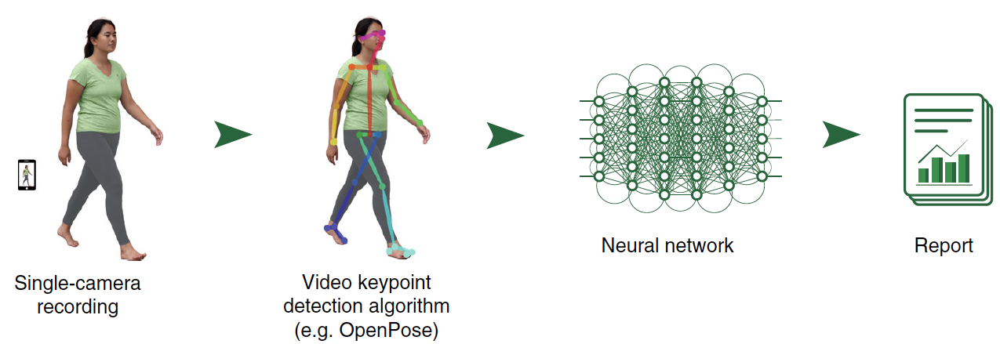 Single-camera
recording
Video keypoint
detection algorithm
(e.g. OpenPose)
Neural network
Report